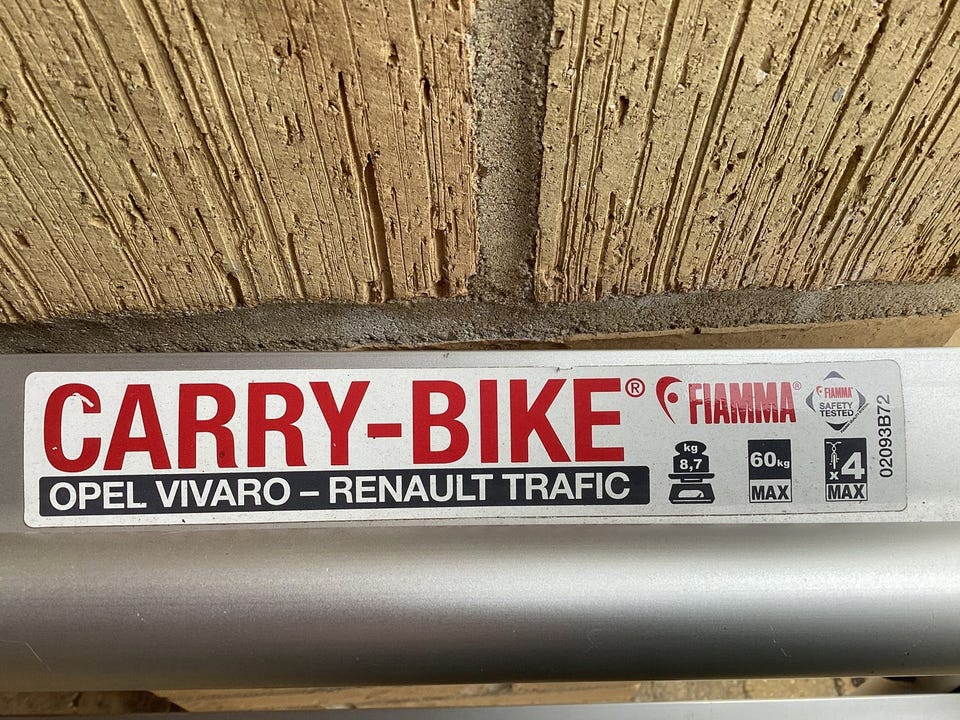 CARRY-BIKE®
OPEL VIVARO – RENAULT TRAFIC
FIAMMA®
kg
8,7
60kg
MAX
x4
MAX
FIAMMA
SAFETY
TESTED
02093B72